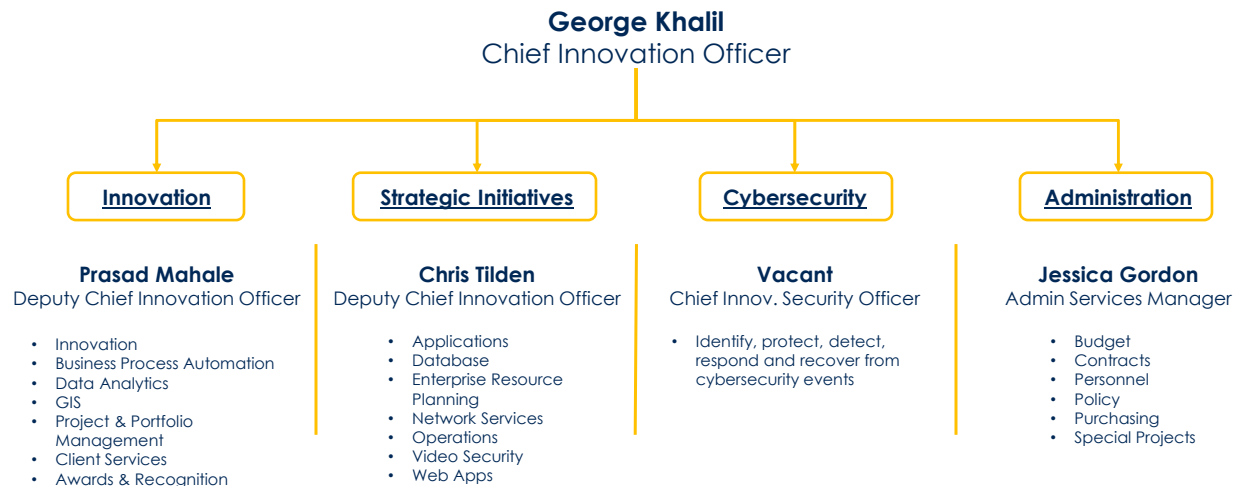 George Khalil
Chief Innovation Officer
Innovation
Strategic Initiatives
Cybersecurity
Administration
Prasad Mahale
Deputy Chief Innovation Officer
• Innovation
• Business Process Automation
• Data Analytics
• GIS
• Project & Portfolio
Management
• Client Services
• Awards & Recognition
Chris Tilden
Deputy Chief Innovation Officer
• Applications
• Database
• Enterprise Resource
Planning
• Network Services
• Operations
• Video Security
• Web Apps
Vacant
Chief Innov. Security Officer
• Identify, protect, detect,
respond and recover from
cybersecurity events
Jessica Gordon
Admin Services Manager
• Budget
• Contracts
• Personnel
• Policy
• Purchasing
• Special Projects